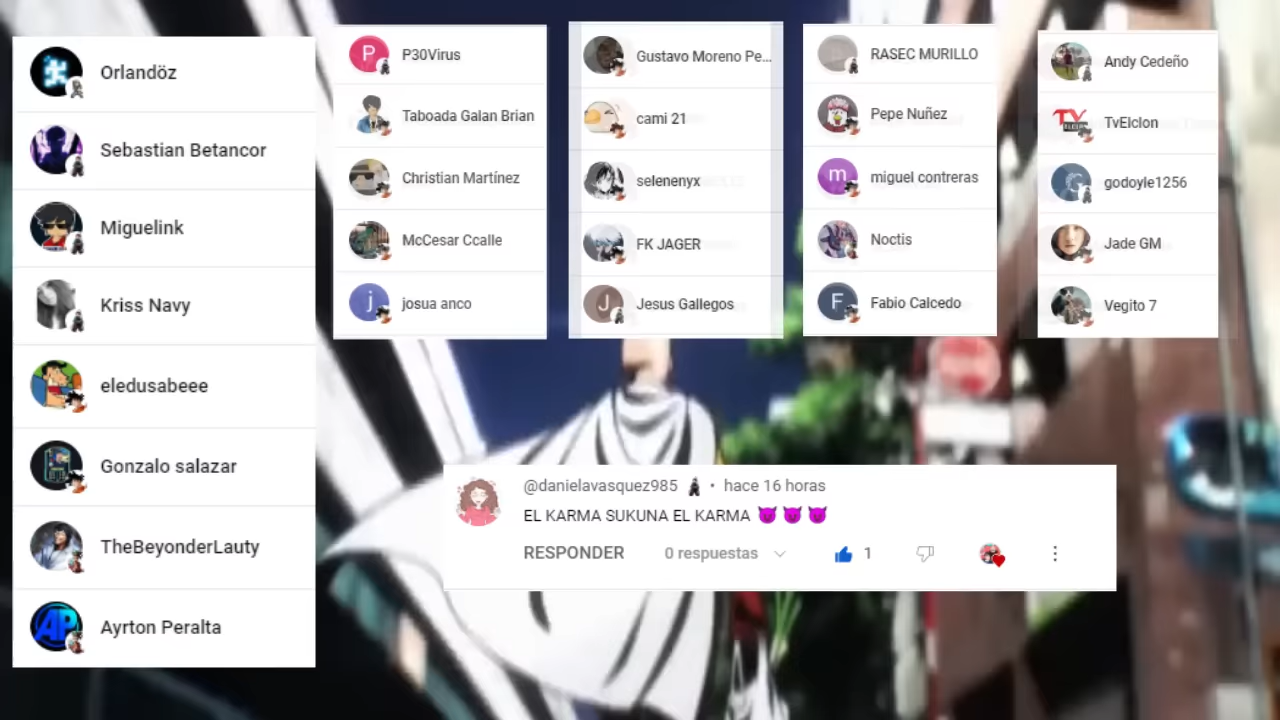 Orlandöz
Sebastian Betancor
Miguelink
Kriss Navy
eledusabeee
Gonzalo salazar
TheBeyonderLauty
AP
Ayrton Peralta
P
P30Virus
Taboada Galan Brian
Christian Martínez
McCesar Ccalle
j
josua anco
Gustavo Moreno Pe...
cami 21
selenenyx
FK JAGER
J
Jesus Gallegos
RASEC MURILLO
Pepe Nuñez
m
miguel contreras
Noctis
F
Fabio Calcedo
Andy Cedeño
TV
TvElclon
G
godoyle1256
Jade GM
Vegito 7
@danielavasquez985 • hace 16 horas
EL KARMA SUKUNA EL KARMA 😈 😈 😈
RESPONDER 0 respuestas 1